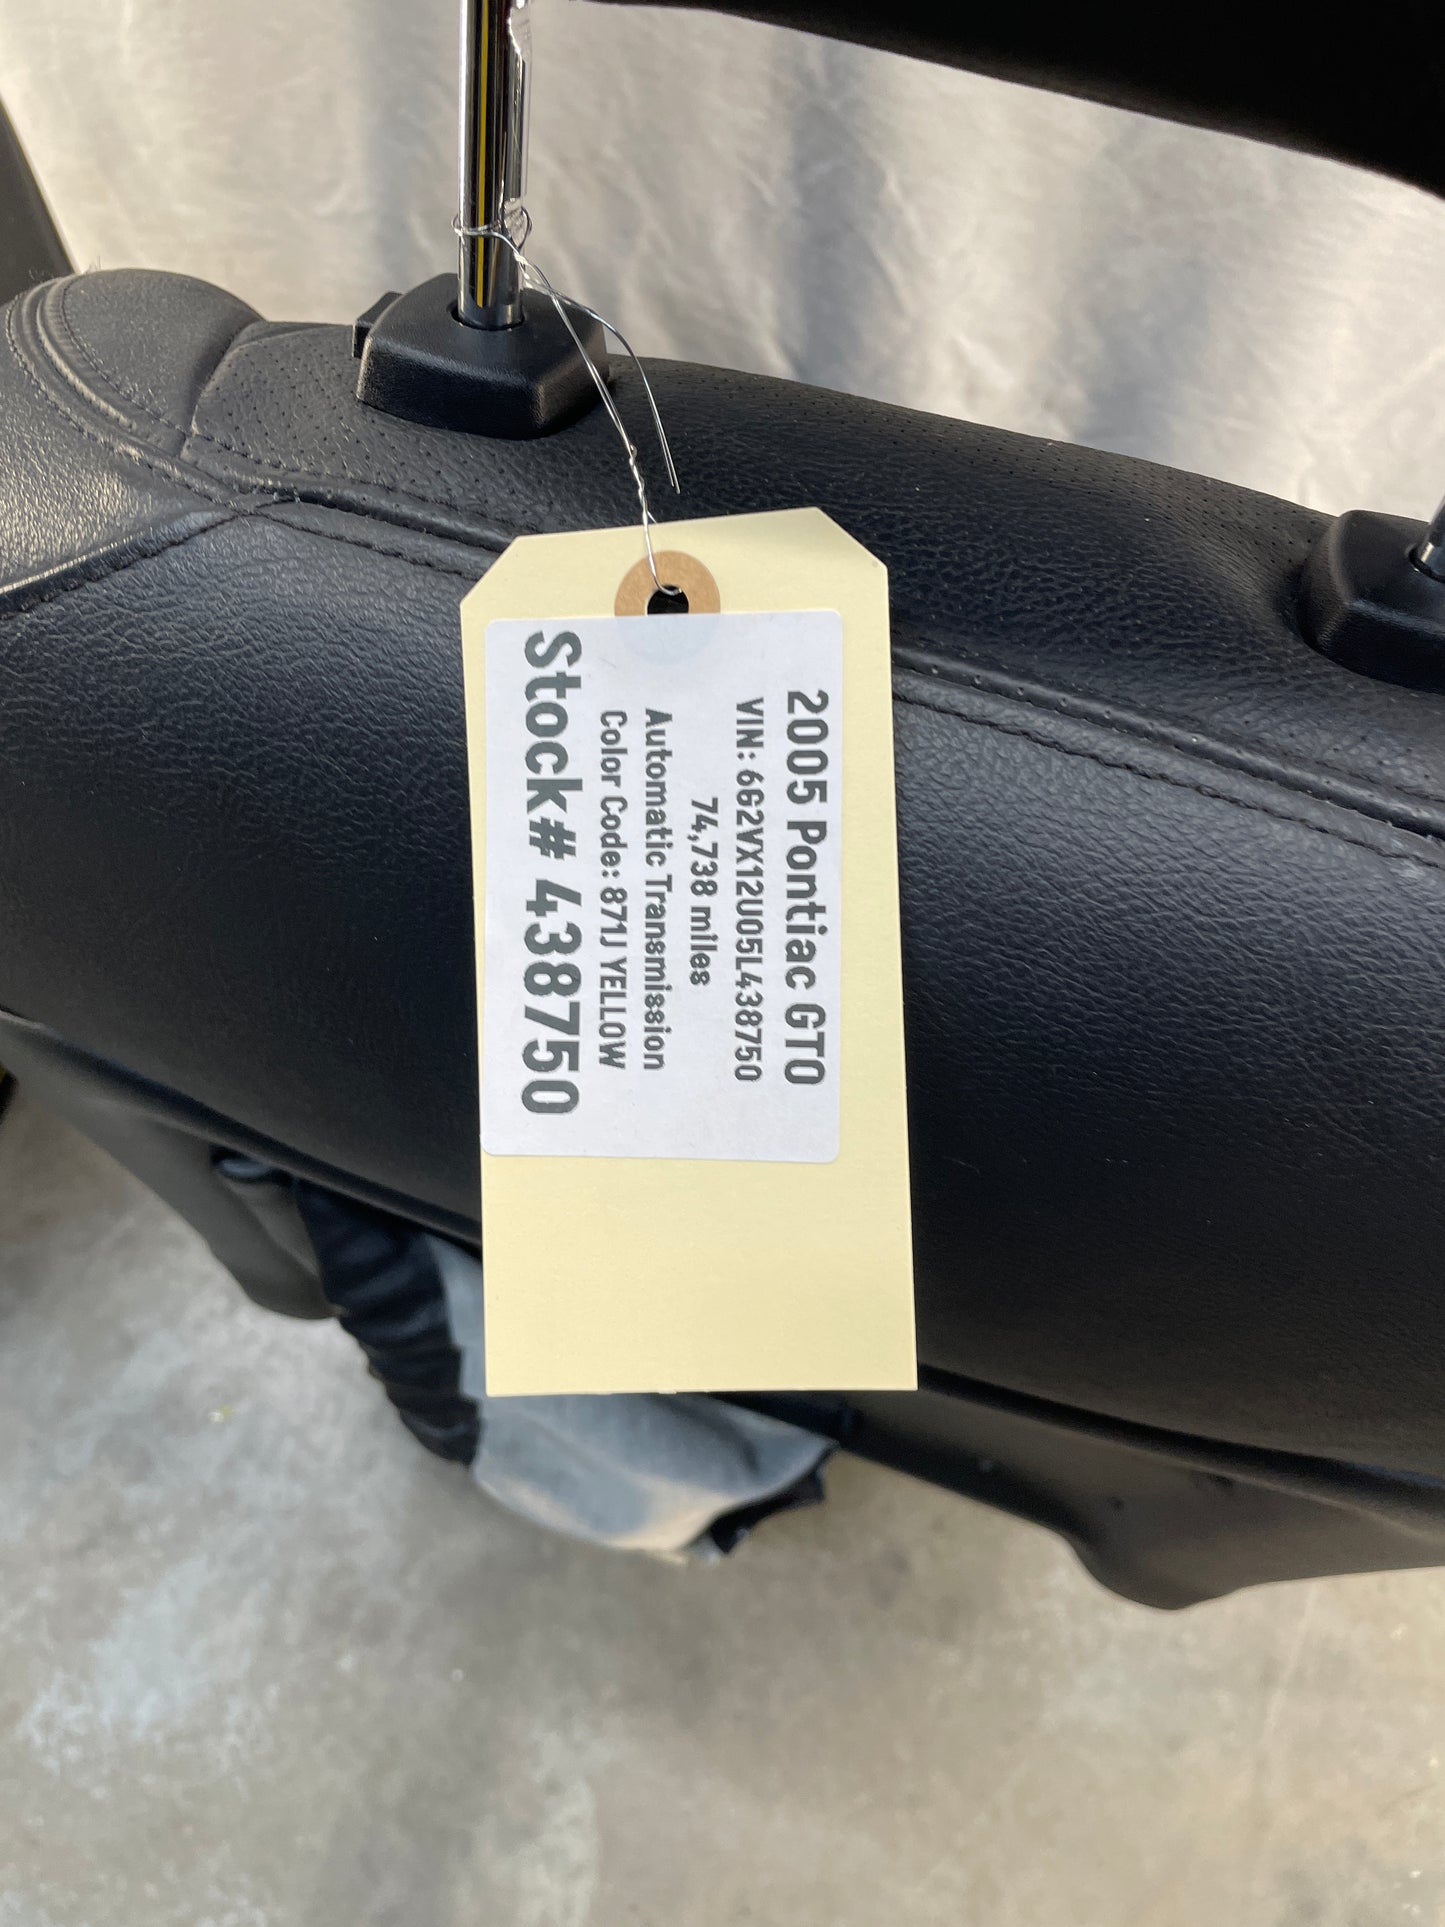 2005 Pontiac GTO
VIN: 6G2VX12U05L438750
74,738 miles
Automatic Transmission
Color Code: 871J YELLOW
Stock# 438750